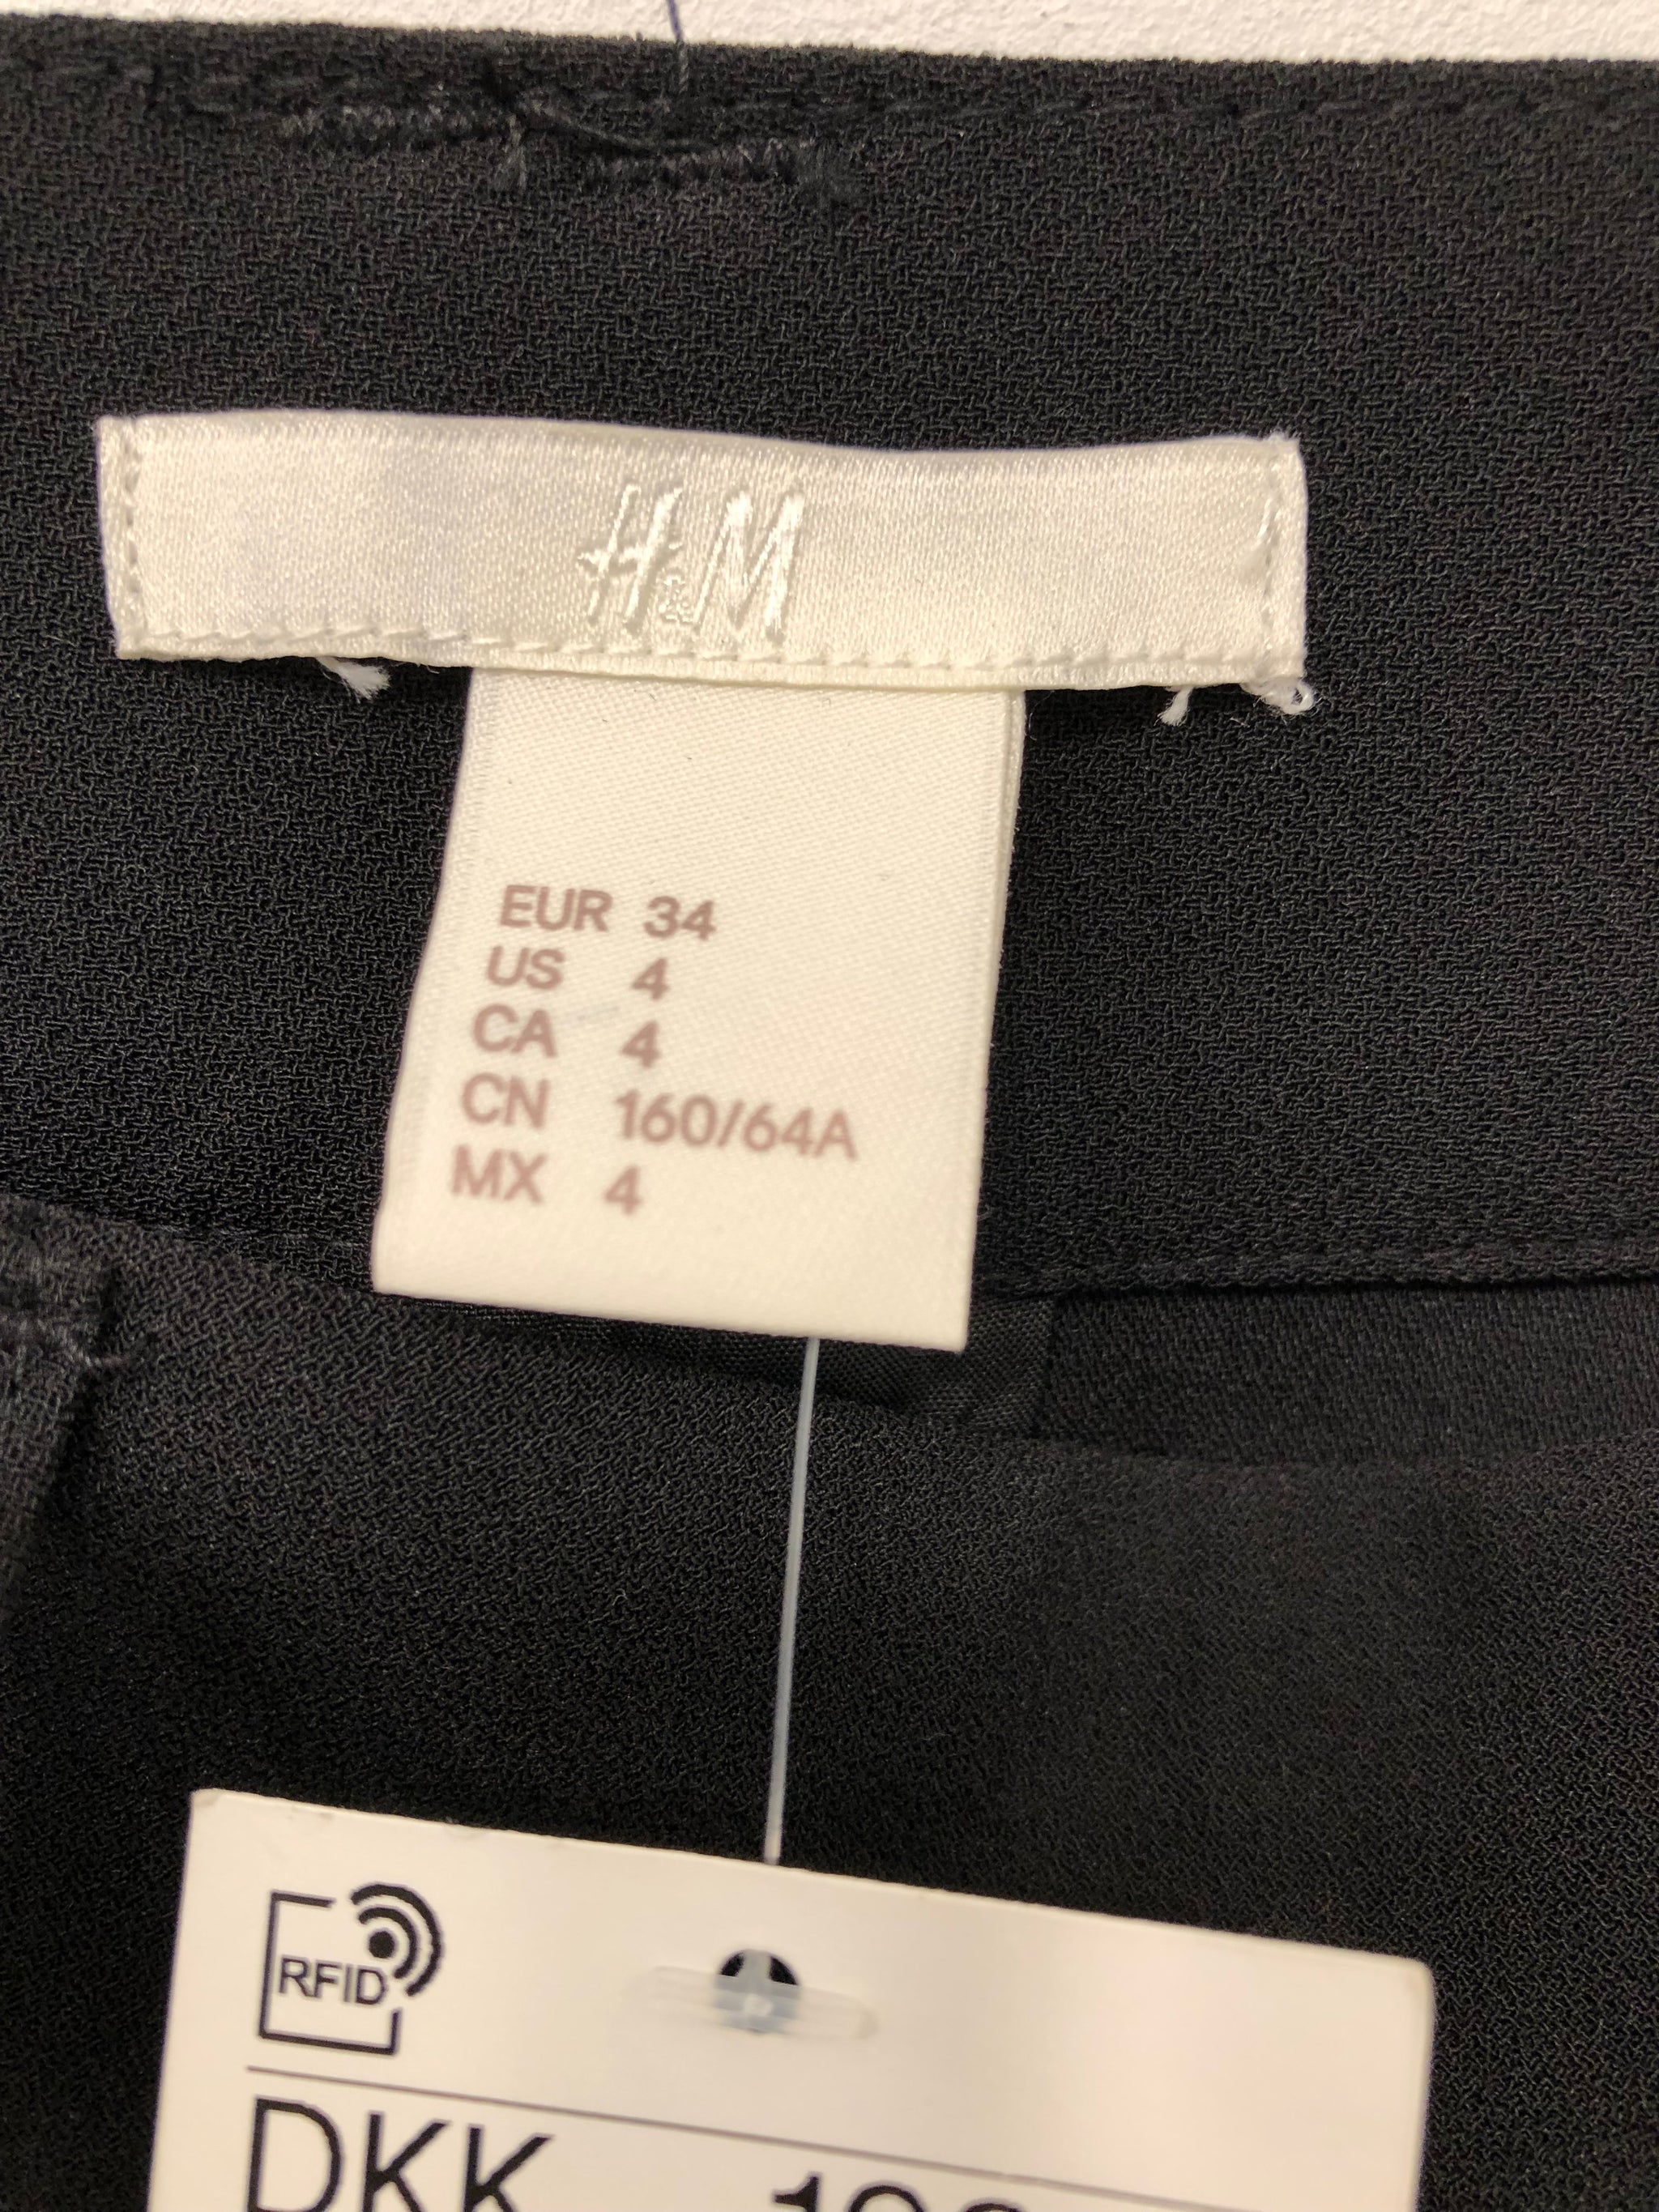 H&M
EUR 34
US 4
CA 4
CN 160/64A
MX 4
RFID
DKK